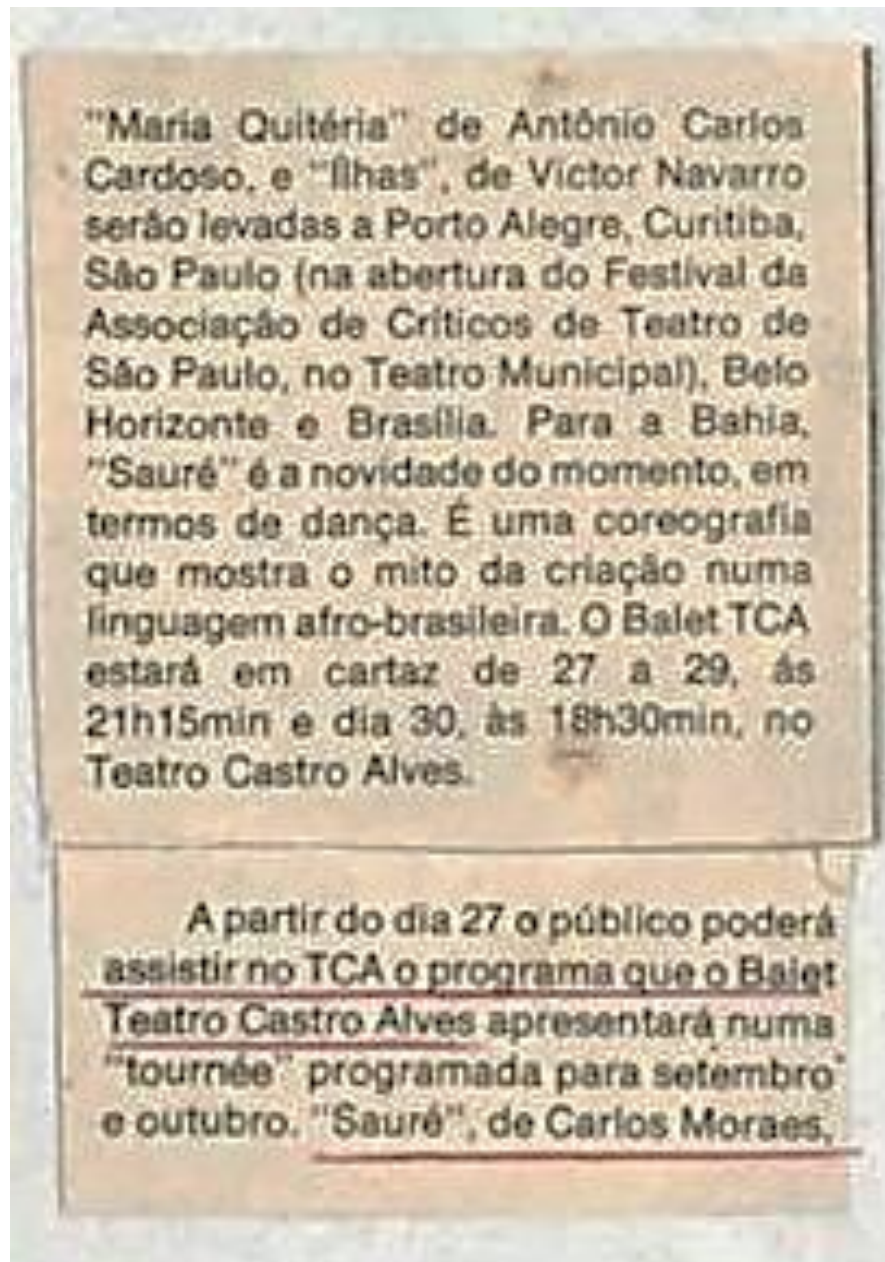 "Maria Quitéria" de Antônio Carlos
Cardoso, e "Ilhas", de Victor Navarro
serão levadas a Porto Alegre, Curitiba,
São Paulo (na abertura do Festival da
Associação de Críticos de Teatro de
São Paulo, no Teatro Municipal), Belo
Horizonte e Brasília. Para a Bahia,
"Sauré" é a novidade do momento, em
termos de dança. É uma coreografia
que mostra o mito da criação numa
linguagem afro-brasileira. O Balet TCA
estará em cartaz de 27 a 29, ás
21h15min e dia 30, às 18h30min, no
Teatro Castro Alves.
A partir do dia 27 o público poderá
assistir no TCA o programa que o Balet
Teatro Castro Alves apresentará numa
"tournée" programada para setembro
e outubro. "Sauré", de Carlos Moraes,